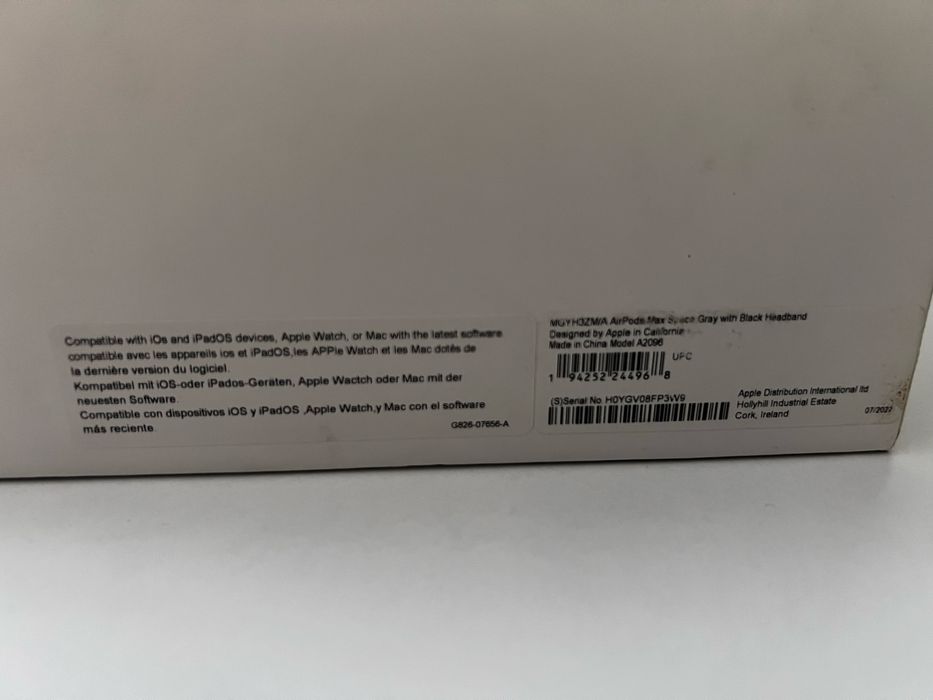 Compatible with iOs and iPadOS devices, Apple Watch, or Mac with the latest software
compatible avec les appareils ios et iPadOS,les APPle Watch et les Mac dotés de
la dernière version du logiciel.
Kompatibel mit iOS-oder iPados-Geräten, Apple Wactch oder Mac mit der
neuesten Software.
Compatible con dispositivos iOS y iPadOS ,Apple Watch,y Mac con el software
más reciente.
G826-07656-A
MGYH3ZM/A AirPods Max Space Gray with Black Headband
Designed by Apple in California
Made in China Model A2096
UPC
1 94252 24496 8
(S)Serial No H0YGV08FP3W9
Apple Distribution International ltd
Hollyhill Industrial Estate
Cork, Ireland
07/2022